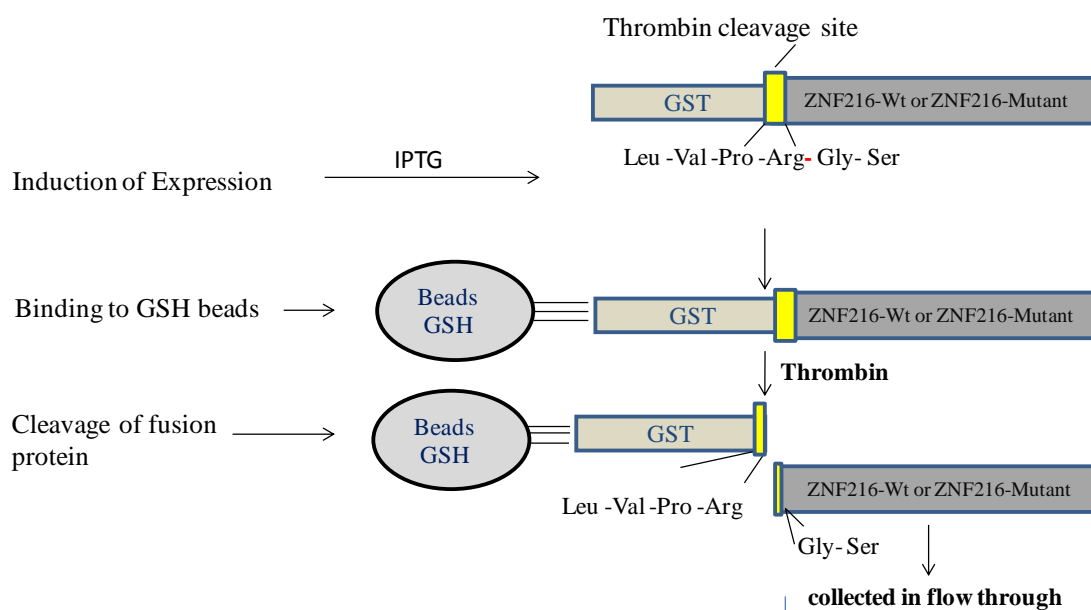 Thrombin cleavage site
GST
ZNF216-Wt or ZNF216-Mutant
Leu -Val -Pro -Arg- Gly- Ser
Induction of Expression
IPTG
Binding to GSH beads
Beads
GSH
GST
ZNF216-Wt or ZNF216-Mutant
Thrombin
Cleavage of fusion
protein
Beads
GSH
GST
ZNF216-Wt or ZNF216-Mutant
Leu -Val -Pro -Arg
Gly- Ser
collected in flow through